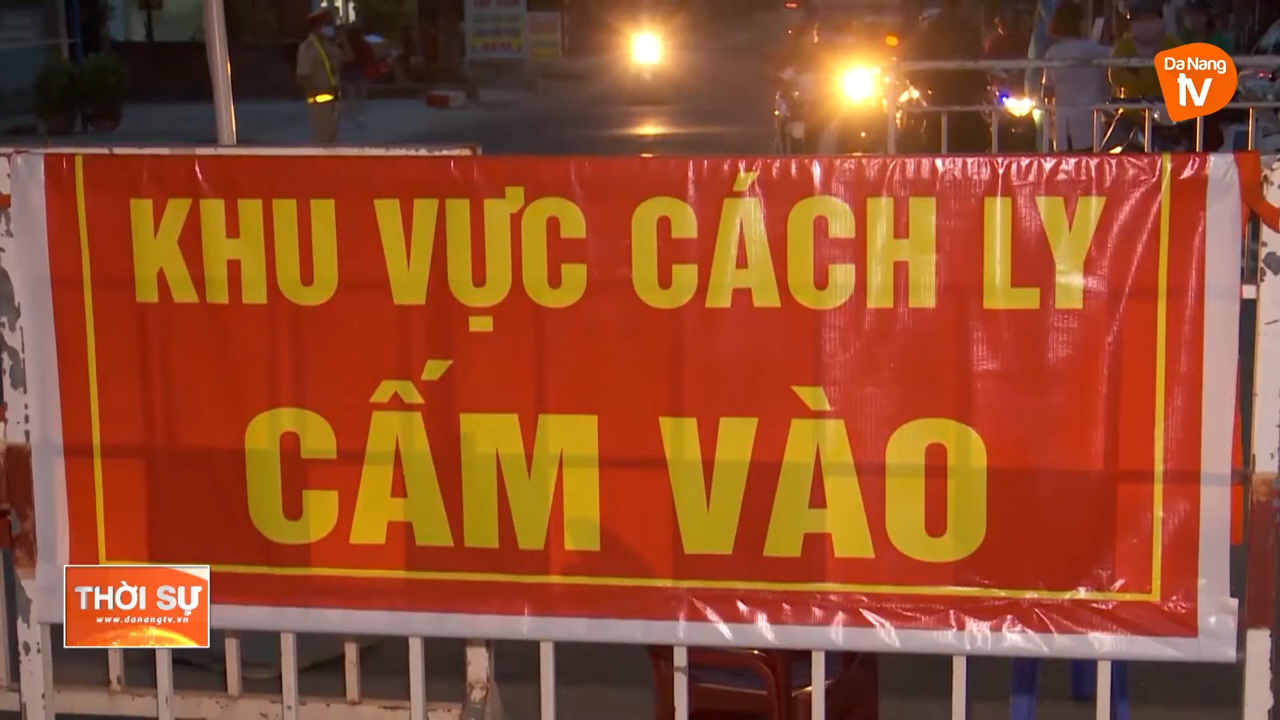 Da Nang
tv
KHU VỰC CÁCH LY
CẤM VÀO
THỜI SỰ
www.danangtv.vn